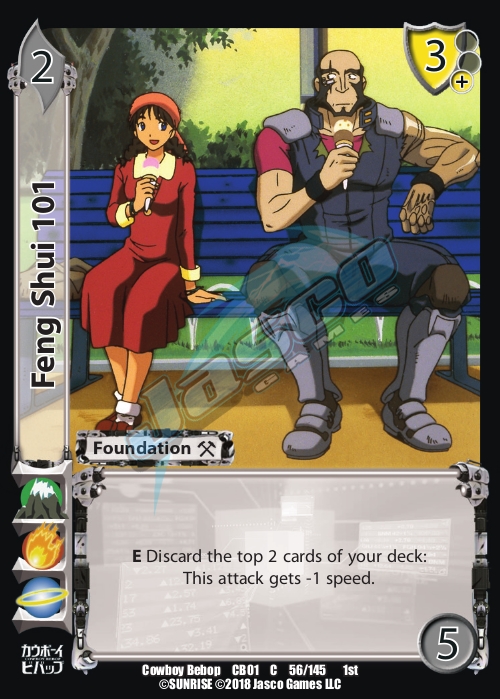 2
3
+
Feng Shui 101
Jasco
GAMES
Foundation
E Discard the top 2 cards of your deck:
This attack gets -1 speed.
5
カウボーイ
ビバップ
Cowboy Bebop CB01 C 56/145 1st
©SUNRISE ©2018 Jasco Games LLC